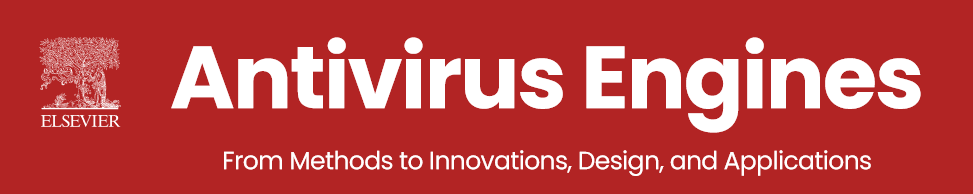 ELSEVIER
Antivirus Engines
From Methods to Innovations, Design, and Applications